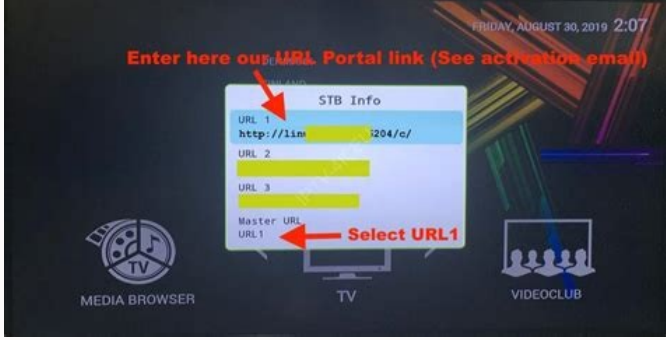 FRIDAY, AUGUST 30, 2019 2:07
Enter here our URL Portal link (See activation email)
STB Info
URL 1
http://lin 204/c/
URL 2
URL 3
Master URL
URL1
Select URL1
TV
MEDIA BROWSER
TV
VIDEOCLUB